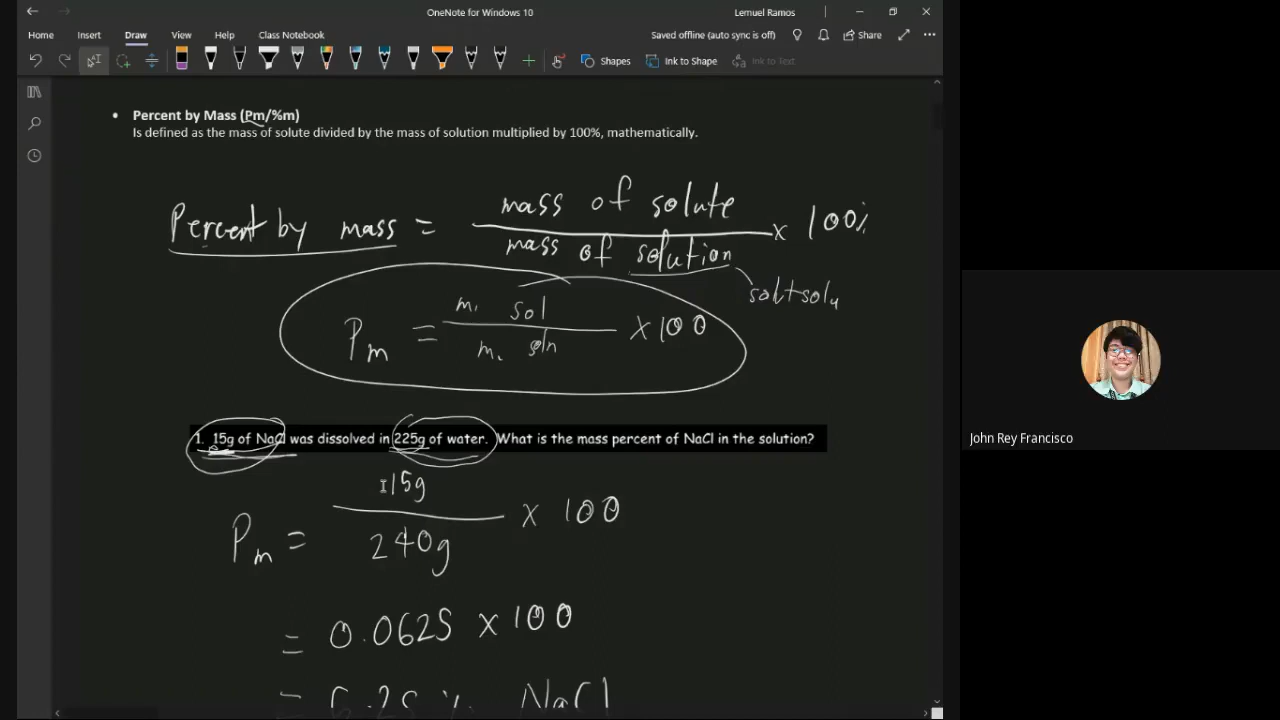 OneNote for Windows 10
Lemuel Ramos
Home Insert Draw View Help Class Notebook
Saved offline (auto sync is off) Share
Shapes Ink to Shape Ink to Text
• Percent by Mass (Pm/%m)
Is defined as the mass of solute divided by the mass of solution multiplied by 100%, mathematically.
Percent by mass = mass of solute
mass of solution x 100%
Pm = m. sol
m. soln x 100
1. 15g of NaCl was dissolved in 225g of water. What is the mass percent of NaCl in the solution?
Pm = 15g
240g x 100
= 0.0625 x 100
= 6.25 % NaCl
John Rey Francisco